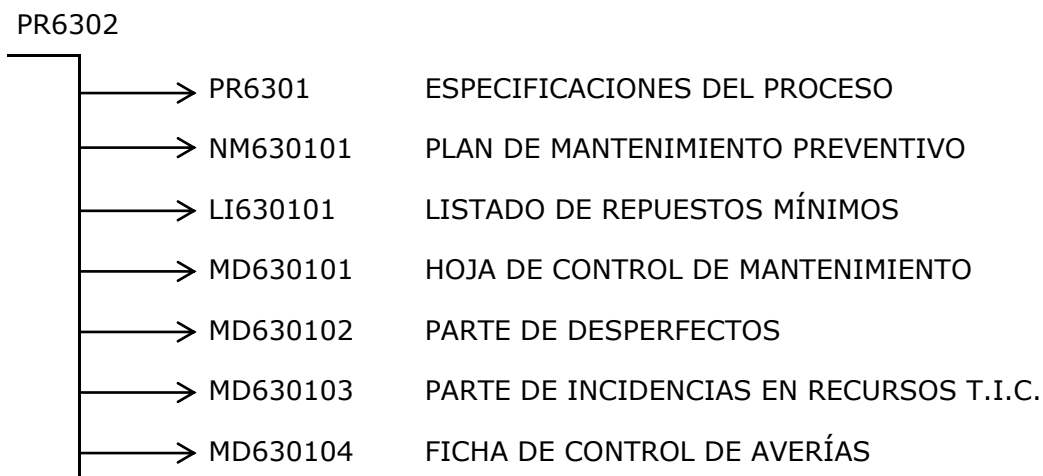 PR6302
PR6301 ESPECIFICACIONES DEL PROCESO
NM630101 PLAN DE MANTENIMIENTO PREVENTIVO
LI630101 LISTADO DE REPUESTOS MÍNIMOS
MD630101 HOJA DE CONTROL DE MANTENIMIENTO
MD630102 PARTE DE DESPERFECTOS
MD630103 PARTE DE INCIDENCIAS EN RECURSOS T.I.C.
MD630104 FICHA DE CONTROL DE AVERÍAS